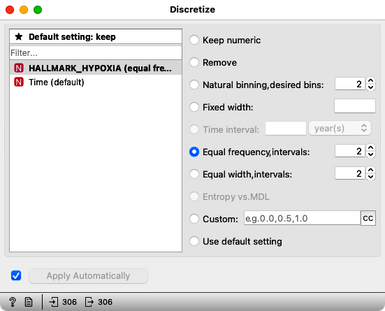 Discretize
★ Default setting: keep
Filter...
N HALLMARK_HYPOXIA (equal fre...
N Time (default)
Keep numeric
Remove
Natural binning,desired bins: 2
Fixed width:
Time interval: year(s)
Equal frequency,intervals: 2
Equal width,intervals: 2
Entropy vs.MDL
Custom: e.g.0.0,0.5,1.0 CC
Use default setting
Apply Automatically
? 306 306